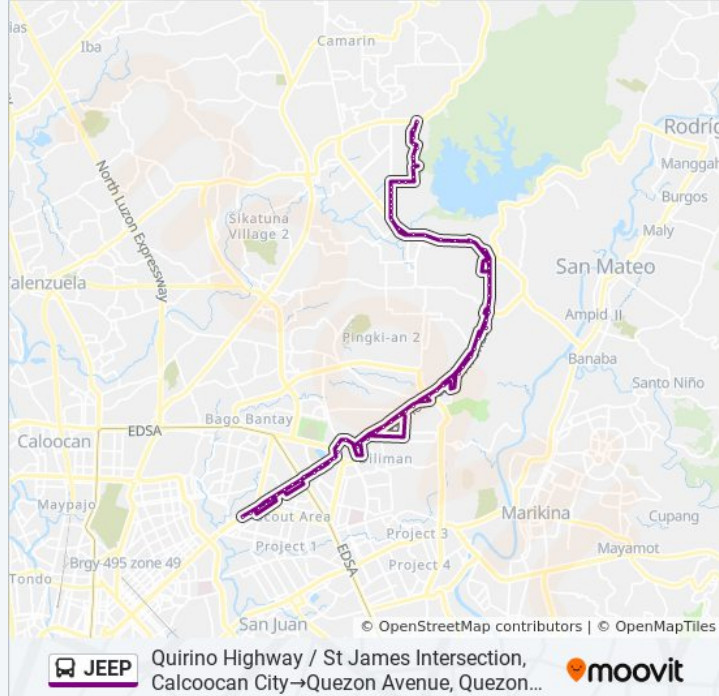 ias
Iba
Camarin
Rodríg
Manggah
Burgos
Maly
North Luzon Expressway
Sikatuna
Village 2
San Mateo
Valenzuela
Ampid II
Pingki-an 2
Banaba
Santo Niño
Bago Bantay
EDSA
Caloocan
Diliman
Marikina
Maypajo
Scout Area
Cupang
Project 1
Project 3
EDSA
Mayamot
Brgy 495 zone 49
Project 4
Tondo
San Juan
© OpenStreetMap contributors | © OpenMapTiles
JEEP
Quirino Highway / St James Intersection,
Calcoocan City→Quezon Avenue, Quezon...
moovit